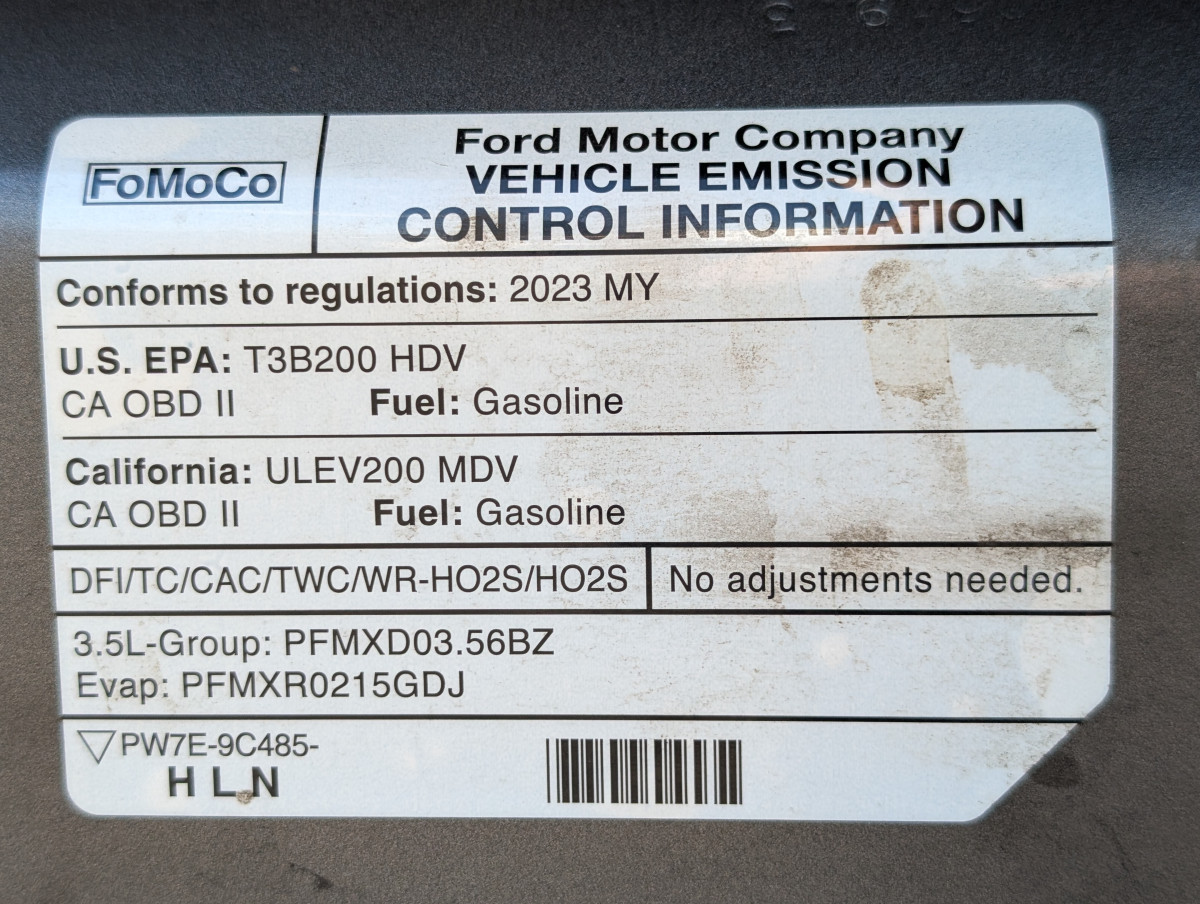 FoMoCo
Ford Motor Company
VEHICLE EMISSION
CONTROL INFORMATION
Conforms to regulations: 2023 MY
U.S. EPA: T3B200 HDV
CA OBD II Fuel: Gasoline
California: ULEV200 MDV
CA OBD II Fuel: Gasoline
DFI/TC/CAC/TWC/WR-HO2S/HO2S
No adjustments needed.
3.5L-Group: PFMXD03.56BZ
Evap: PFMXR0215GDJ
PW7E-9C485-
H L N